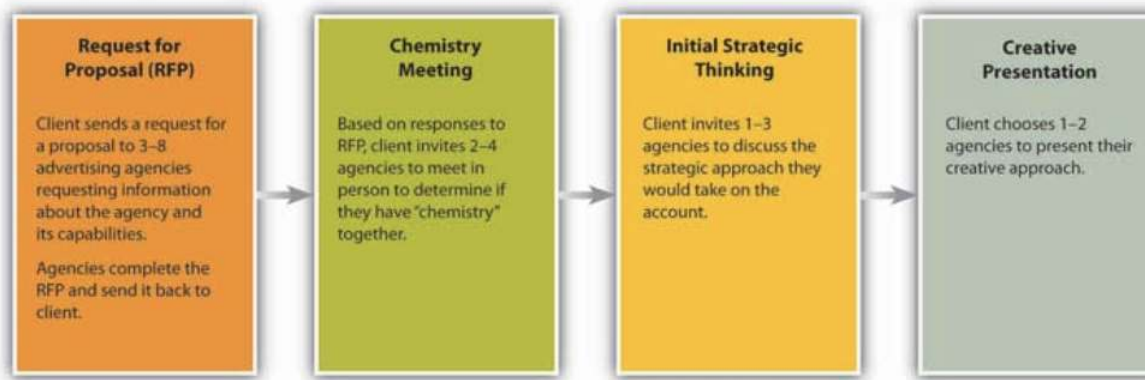 Request for
Proposal (RFP)
Client sends a request for
a proposal to 3–8
advertising agencies
requesting information
about the agency and
its capabilities.
Agencies complete the
RFP and send it back to
client.
Chemistry
Meeting
Based on responses to
RFP, client invites 2–4
agencies to meet in
person to determine if
they have "chemistry"
together.
Initial Strategic
Thinking
Client invites 1–3
agencies to discuss the
strategic approach they
would take on the
account.
Creative
Presentation
Client chooses 1–2
agencies to present their
creative approach.